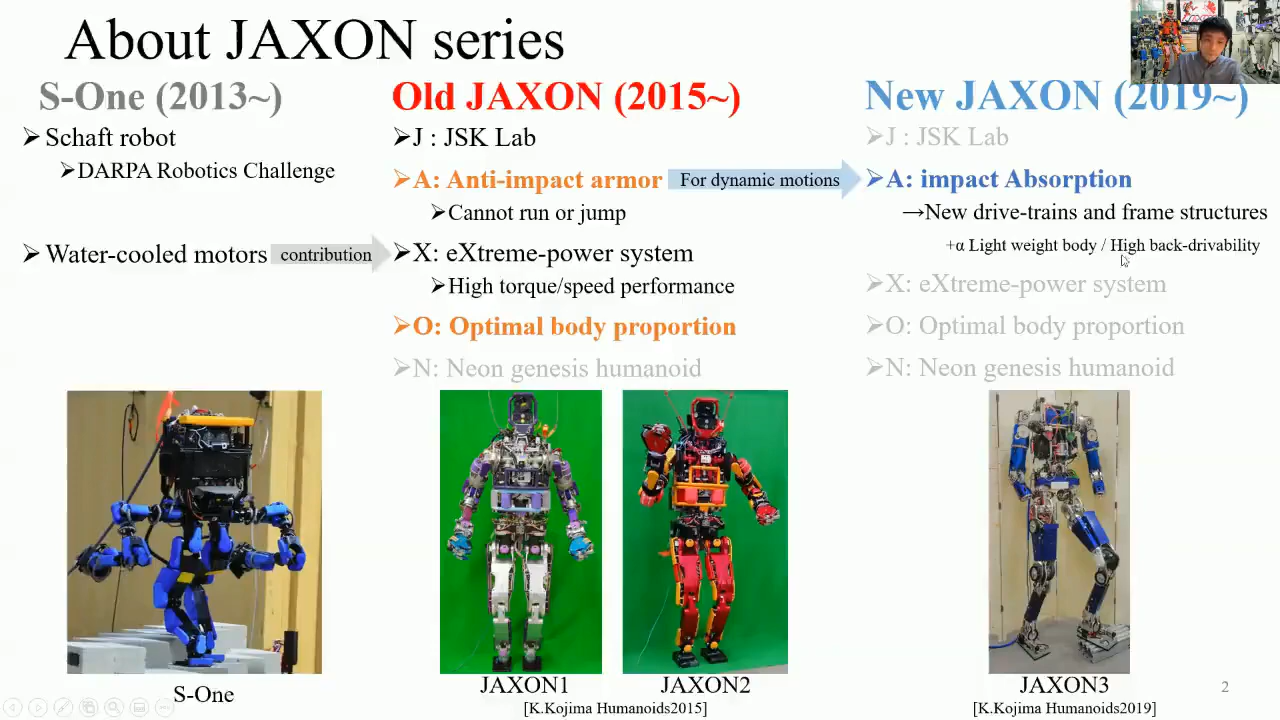 About JAXON series
S-One (2013~)
➢ Schaft robot
➢DARPA Robotics Challenge
➢ Water-cooled motors
contribution
Old JAXON (2015~)
➢J : JSK Lab
➢A: Anti-impact armor
For dynamic motions
➢Cannot run or jump
➢X: eXtreme-power system
➢High torque/speed performance
➢O: Optimal body proportion
➢N: Neon genesis humanoid
New JAXON (2019~)
➢J : JSK Lab
➢A: impact Absorption
→New drive-trains and frame structures
+α Light weight body / High back-drivability
➢X: eXtreme-power system
➢O: Optimal body proportion
➢N: Neon genesis humanoid
S-One
JAXON1
JAXON2
[K.Kojima Humanoids2015]
JAXON3
[K.Kojima Humanoids2019]
2